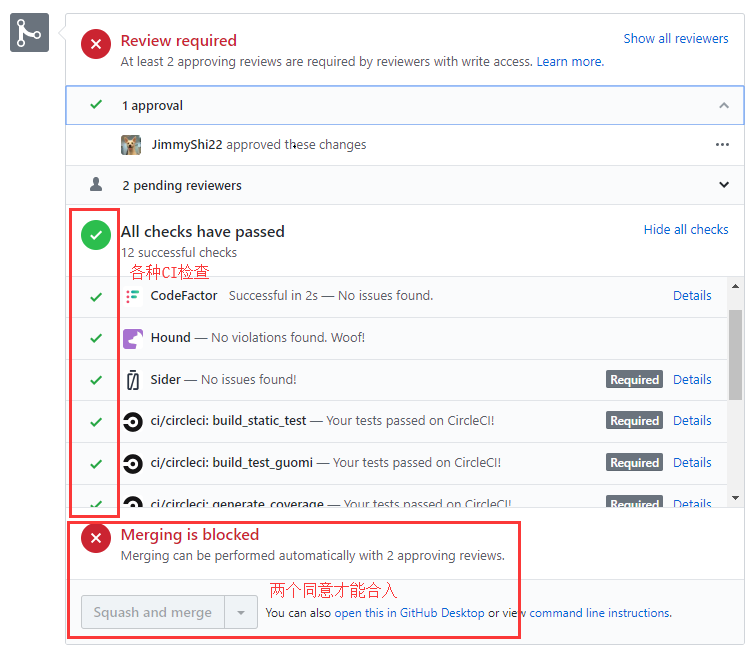 Review required
Show all reviewers
At least 2 approving reviews are required by reviewers with write access. Learn more.
1 approval
JimmyShi22 approved these changes
2 pending reviewers
All checks have passed
Hide all checks
12 successful checks
各种CI检查
CodeFactor Successful in 2s — No issues found. Details
Hound — No violations found. Woof!
Sider — No issues found! Required Details
ci/circleci: build_static_test — Your tests passed on CircleCI! Required Details
ci/circleci: build_test_guomi — Your tests passed on CircleCI! Required Details
ci/circleci: generate_coverage — Your tests passed on CircleCI! Required Details
Merging is blocked
Merging can be performed automatically with 2 approving reviews.
两个同意才能合入
Squash and merge
You can also open this in GitHub Desktop or view command line instructions.